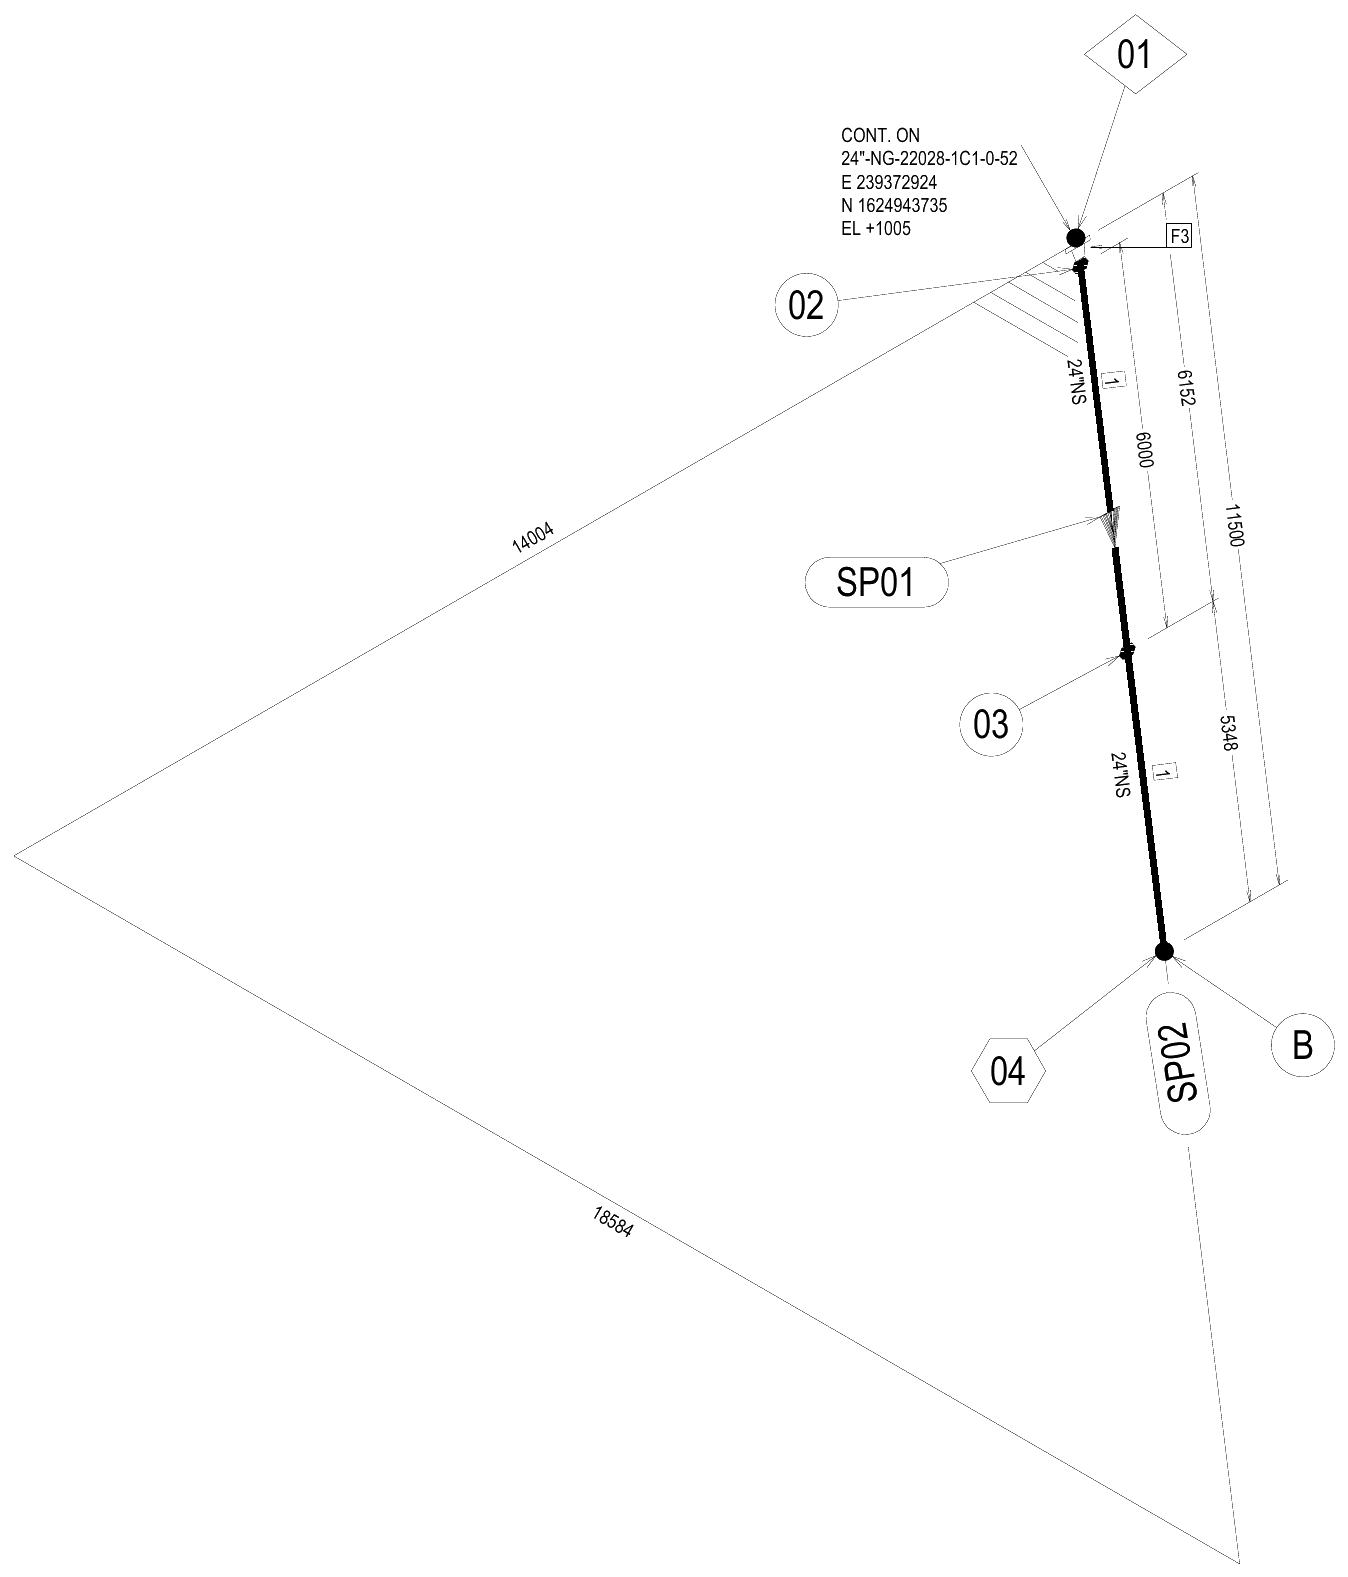 01
CONT. ON
24"-NG-22028-1C1-0-52
E 239372924
N 1624943735
EL +1005
F3
02
24"NS
1
6152
6000
11500
14004
SP01
03
5348
24"NS
1
04
SP02
B
18584